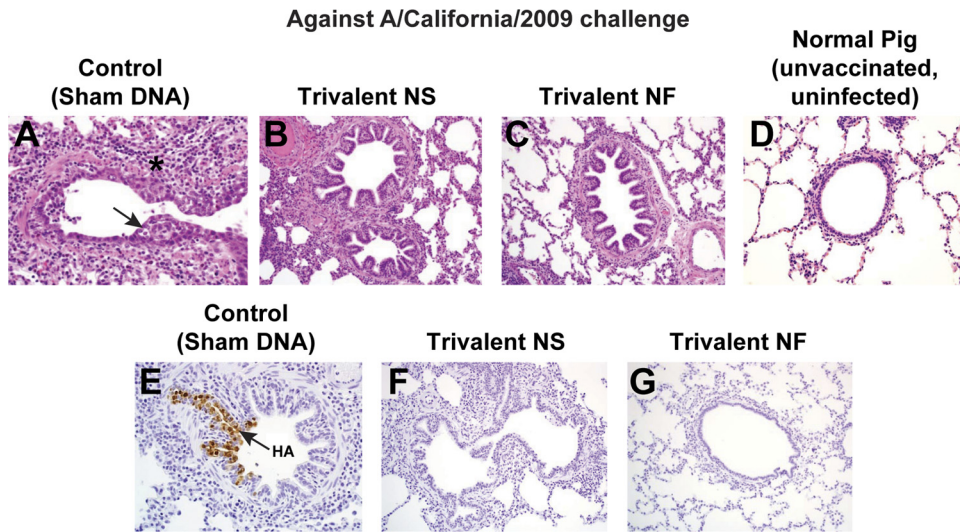 Against A/California/2009 challenge
Control
(Sham DNA)
Trivalent NS
Trivalent NF
Normal Pig
(unvaccinated,
uninfected)
A
*
B
C
D
Control
(Sham DNA)
Trivalent NS
Trivalent NF
E
HA
F
G